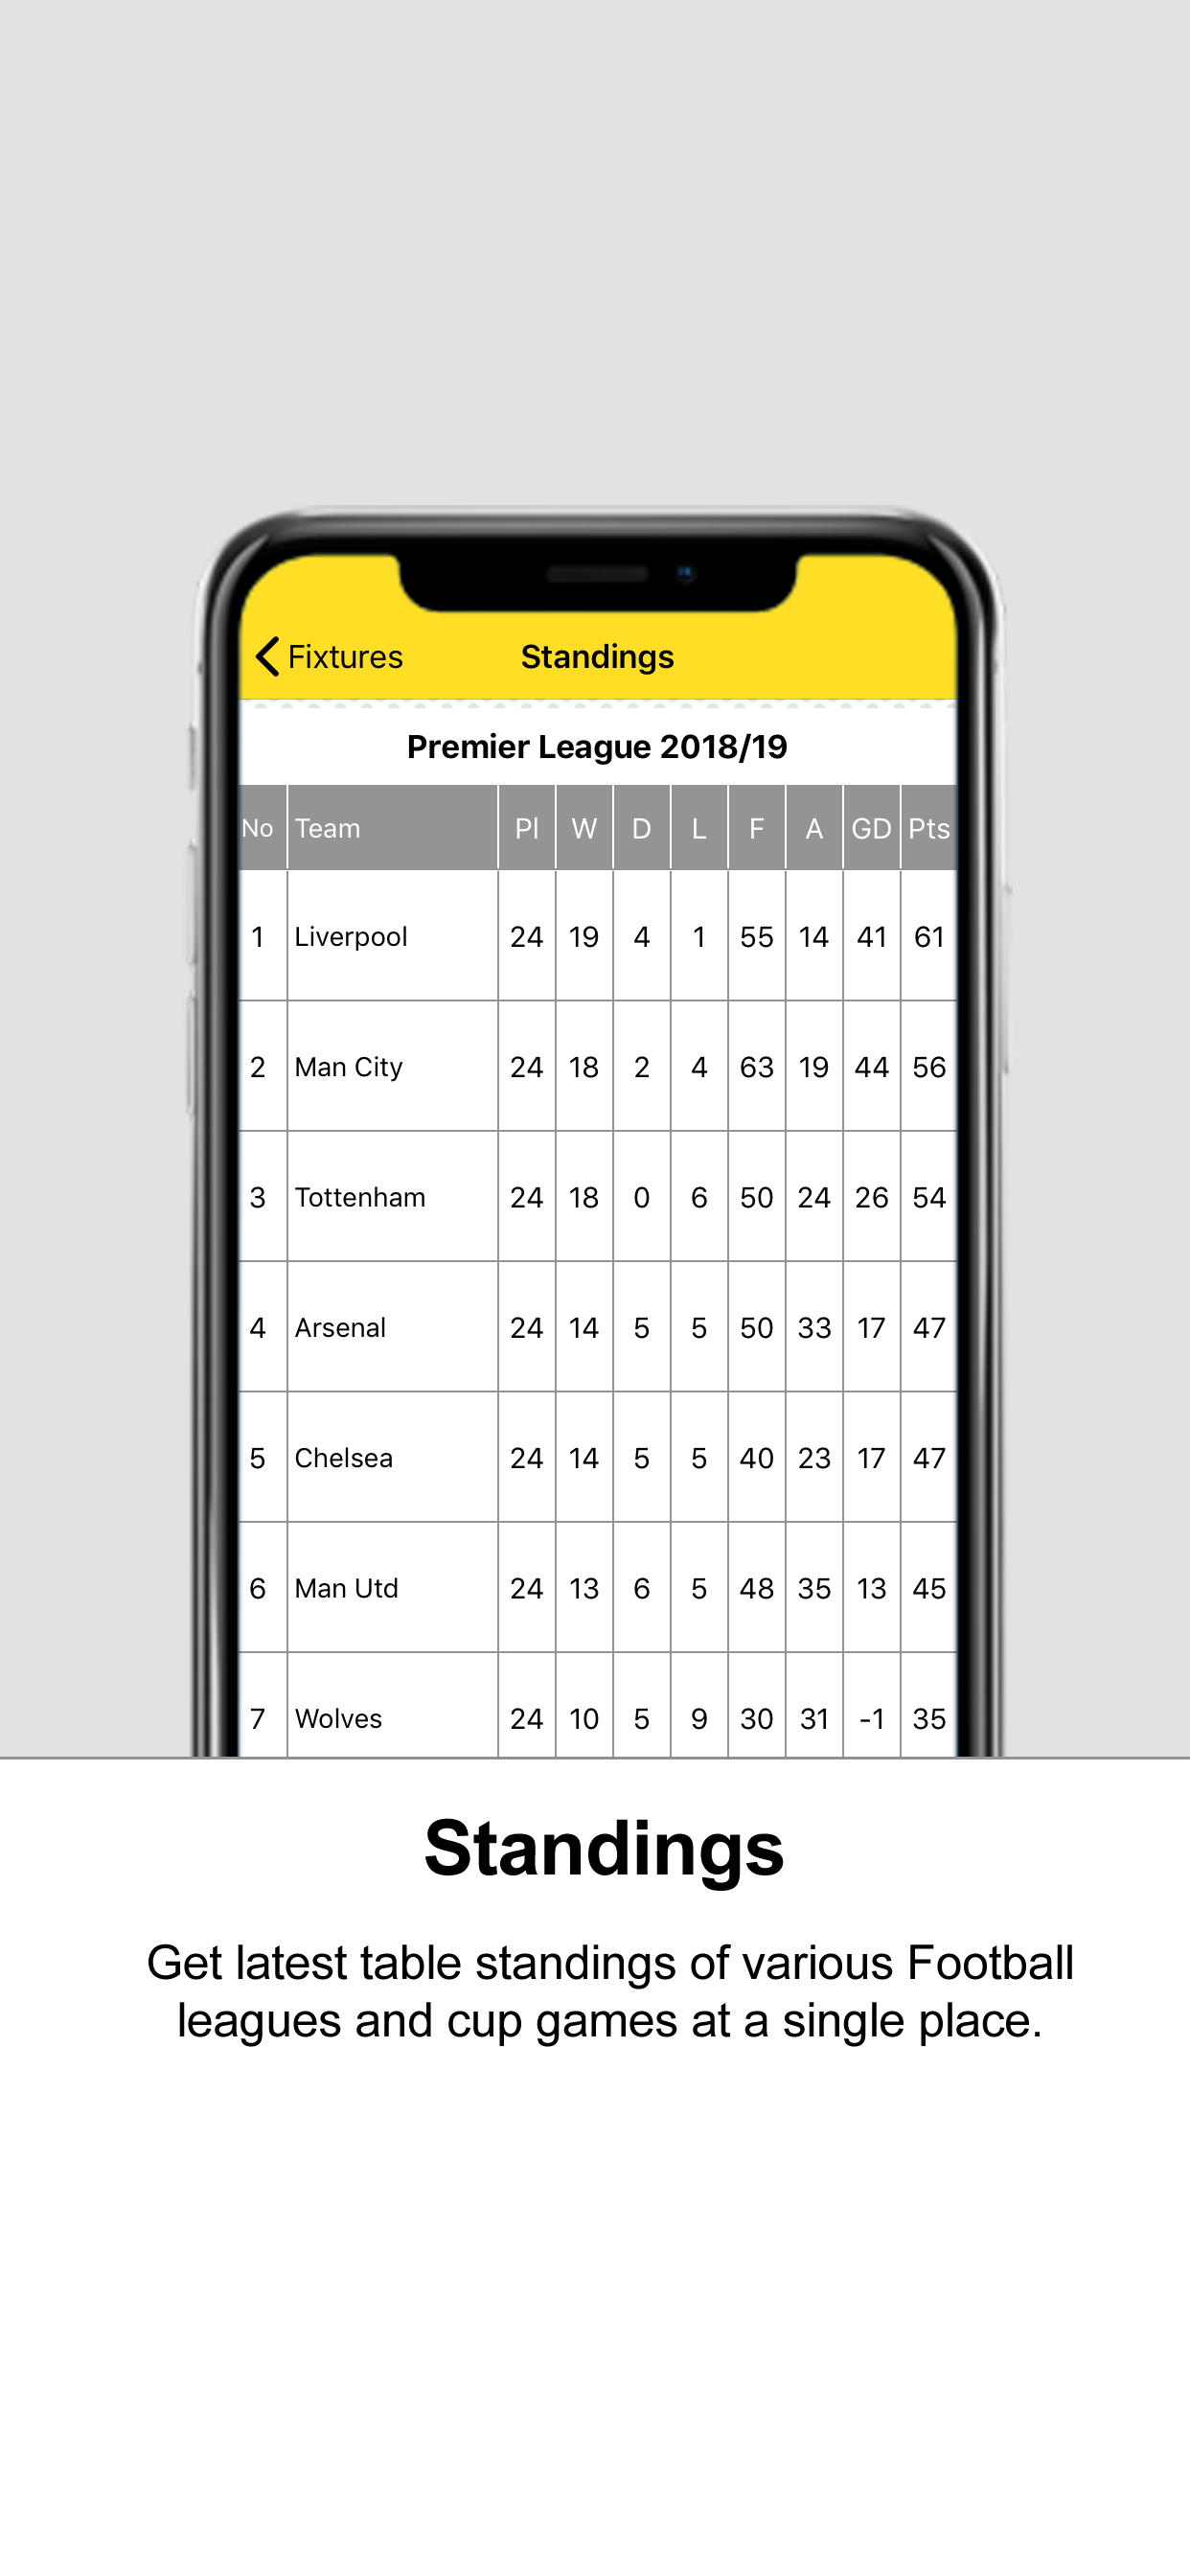 Fixtures Standings
Premier League 2018/19
No Team Pl W D L F A GD Pts
1 Liverpool 24 19 4 1 55 14 41 61
2 Man City 24 18 2 4 63 19 44 56
3 Tottenham 24 18 0 6 50 24 26 54
4 Arsenal 24 14 5 5 50 33 17 47
5 Chelsea 24 14 5 5 40 23 17 47
6 Man Utd 24 13 6 5 48 35 13 45
7 Wolves 24 10 5 9 30 31 -1 35
Standings
Get latest table standings of various Football
leagues and cup games at a single place.